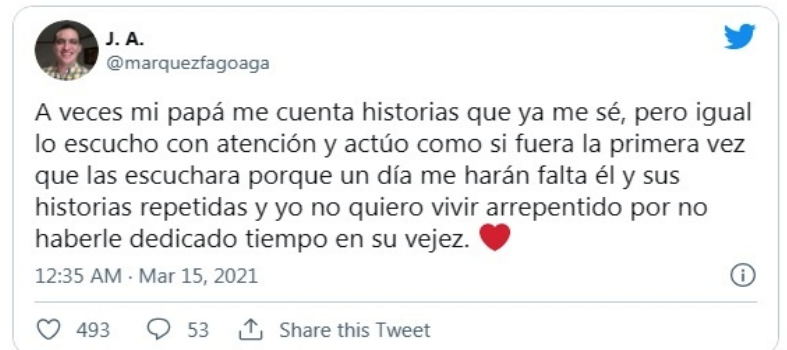 J. A.
@marquezfagoaga
A veces mi papá me cuenta historias que ya me sé, pero igual
lo escucho con atención y actúo como si fuera la primera vez
que las escuchara porque un día me harán falta él y sus
historias repetidas y yo no quiero vivir arrepentido por no
haberle dedicado tiempo en su vejez. ❤️
12:35 AM · Mar 15, 2021
493 53 Share this Tweet